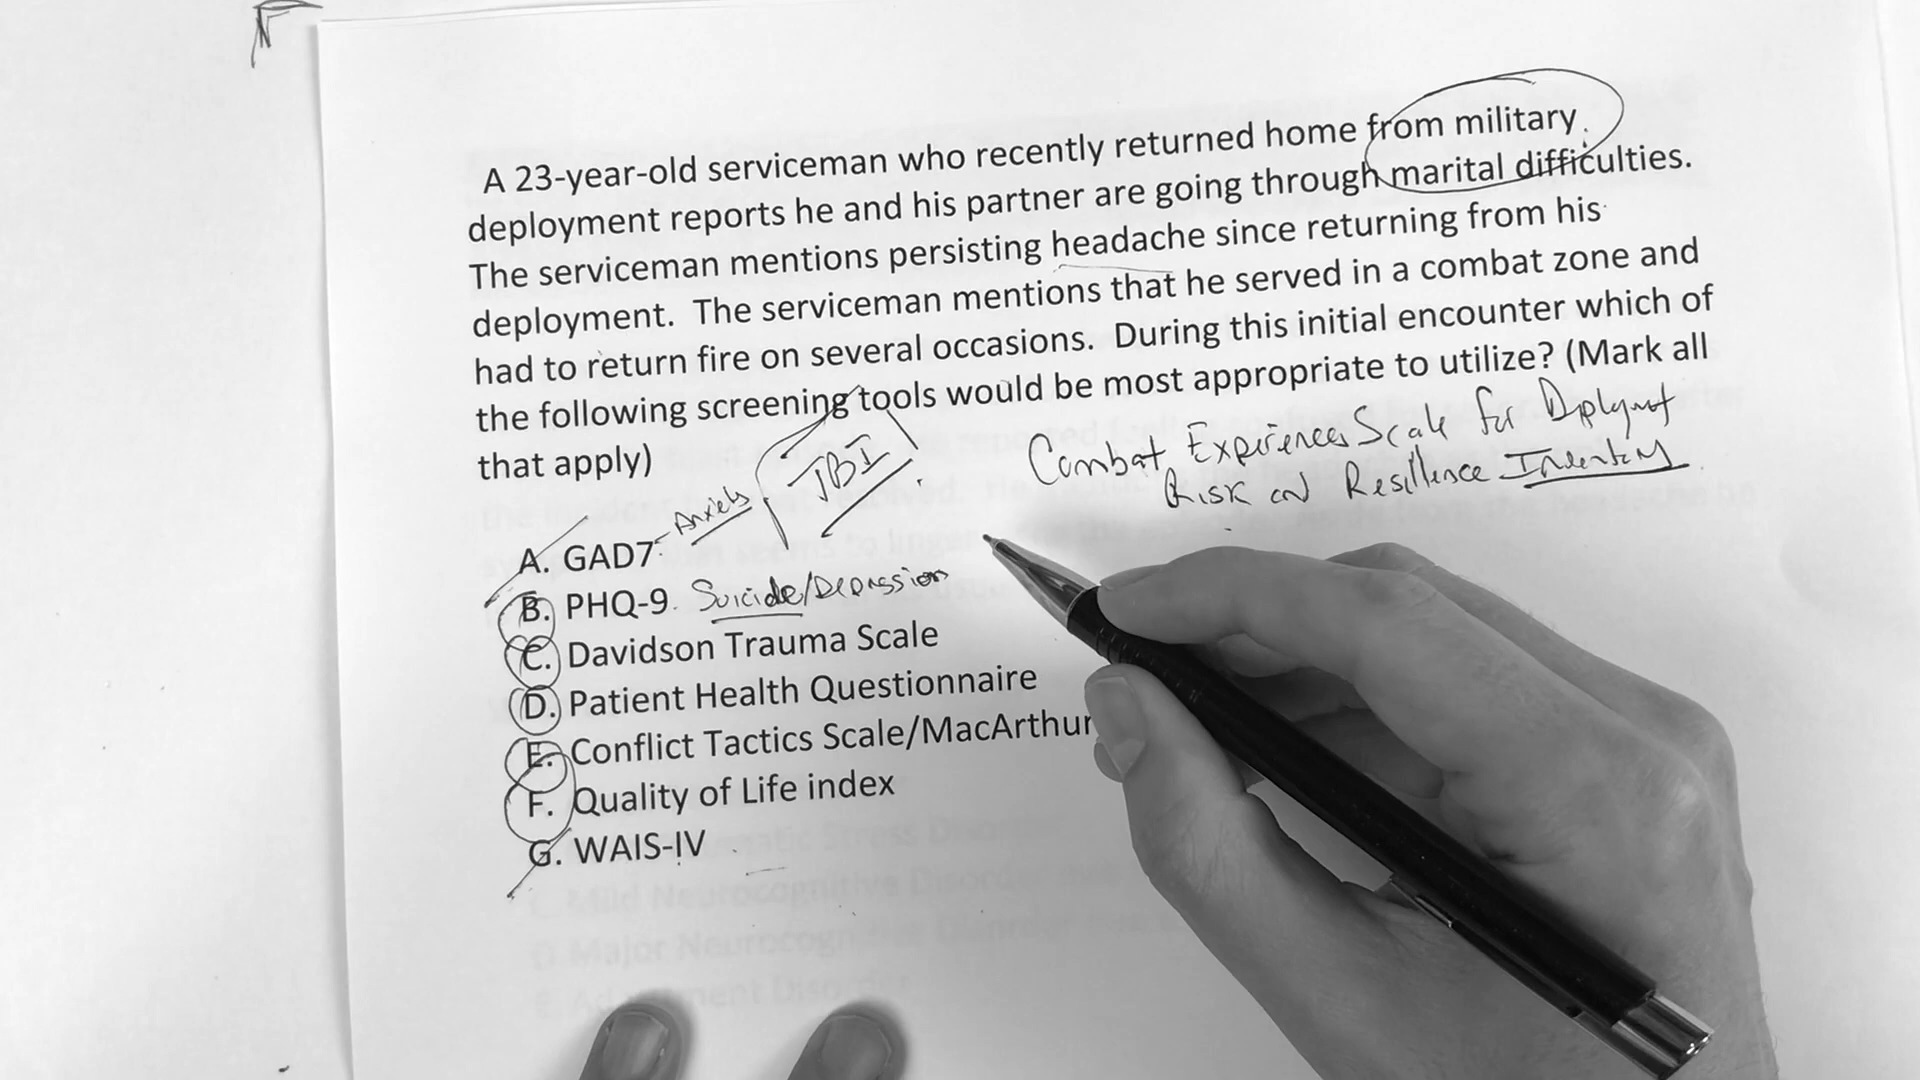 A 23-year-old serviceman who recently returned home from military
deployment reports he and his partner are going through marital difficulties.
The serviceman mentions persisting headache since returning from his
deployment. The serviceman mentions that he served in a combat zone and
had to return fire on several occasions. During this initial encounter which of
the following screening tools would be most appropriate to utilize? (Mark all
that apply)
Combat Experiences Scale for Deployment
Risk and Resilience Inventory
TBI
A. GAD7 - Anxiety
B. PHQ-9. Suicide/Depression
C. Davidson Trauma Scale
D. Patient Health Questionnaire
E. Conflict Tactics Scale/MacArthur
F. Quality of Life index
G. WAIS-IV